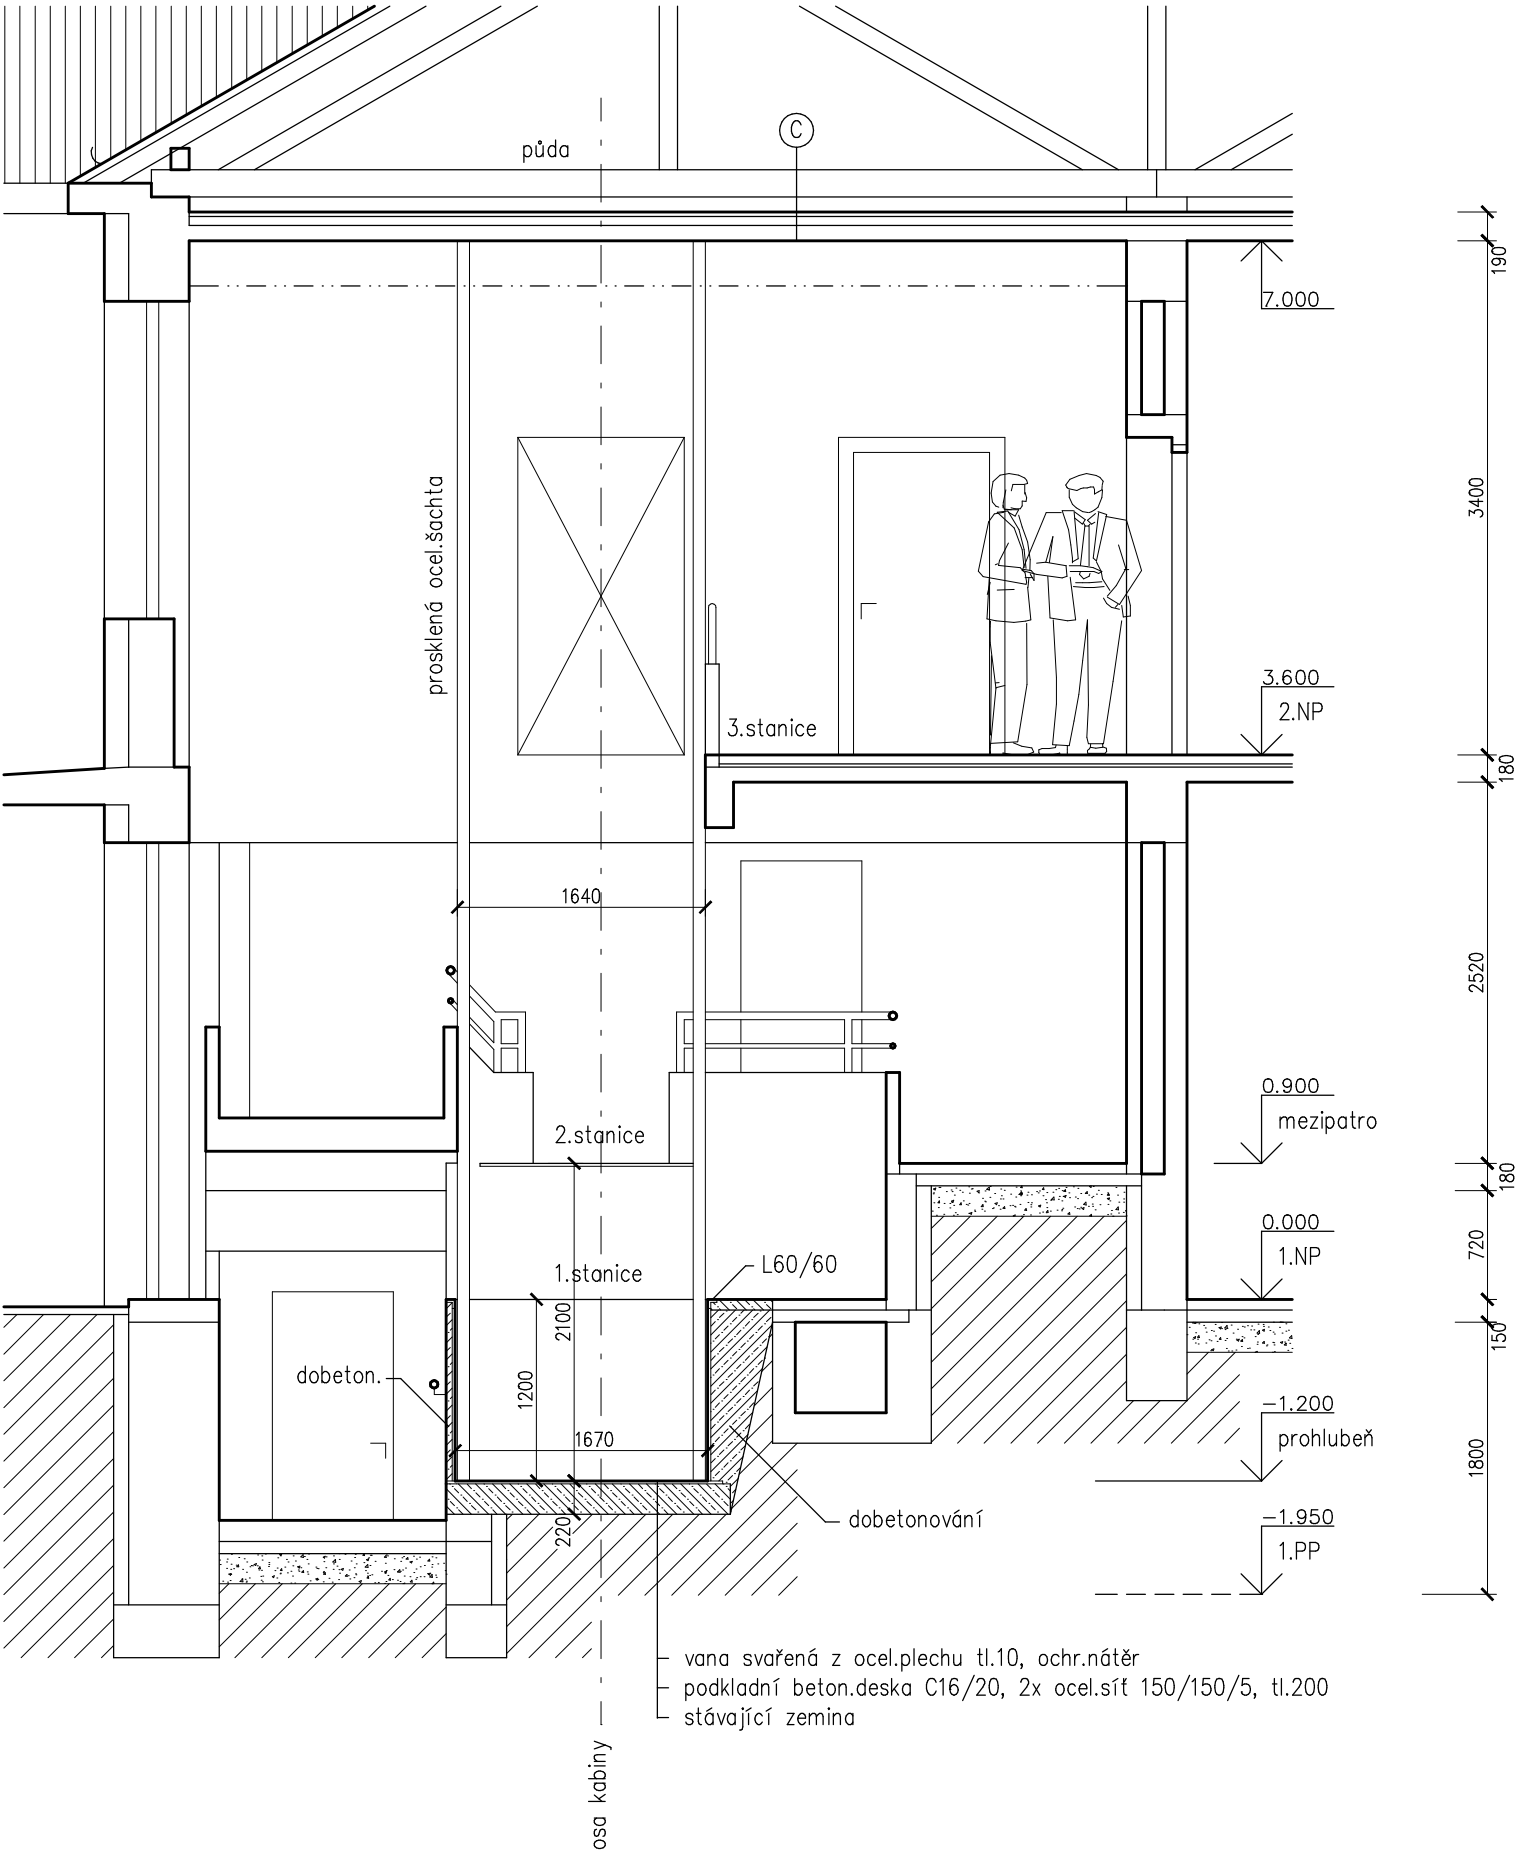 půda
C
190
7.000
prosklená ocel.šachta
3400
3.600
2.NP
3.stanice
180
1640
2520
0.900
mezipatro
2.stanice
180
0.000
1.NP
720
L60/60
1.stanice
2100
150
dobeton.
1200
-1.200
prohlubeň
1670
1800
dobetonování
-1.950
1.PP
220
vana svařená z ocel.plechu tl.10, ochr.nátěr
podkladní beton.deska C16/20, 2x ocel.síť 150/150/5, tl.200
stávající zemina
osa kabiny